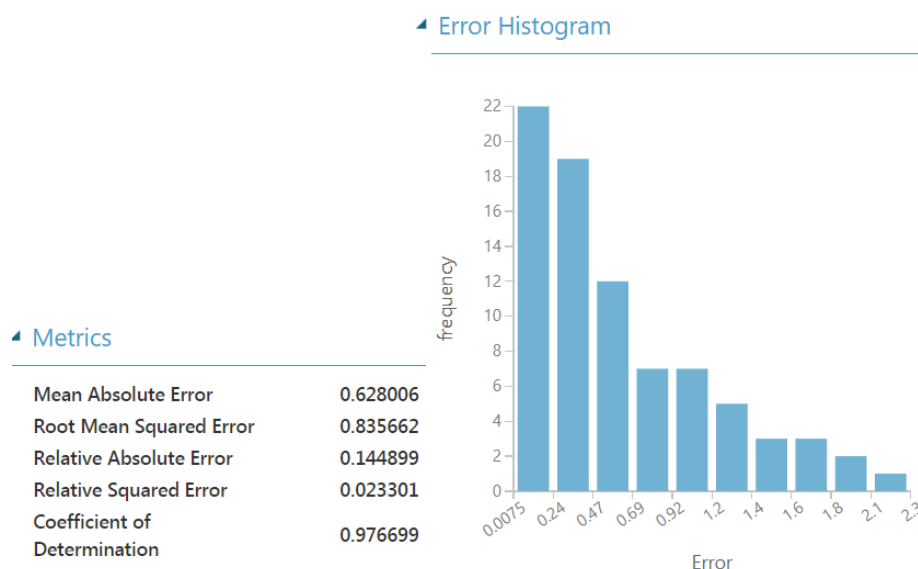 Error Histogram
22
20
18
16
14
12
10
8
6
4
2
0
frequency
0.0075
0.24
0.47
0.69
0.92
1.2
1.4
1.6
1.8
2.1
2.3
Error
Metrics
Mean Absolute Error 0.628006
Root Mean Squared Error 0.835662
Relative Absolute Error 0.144899
Relative Squared Error 0.023301
Coefficient of
Determination 0.976699